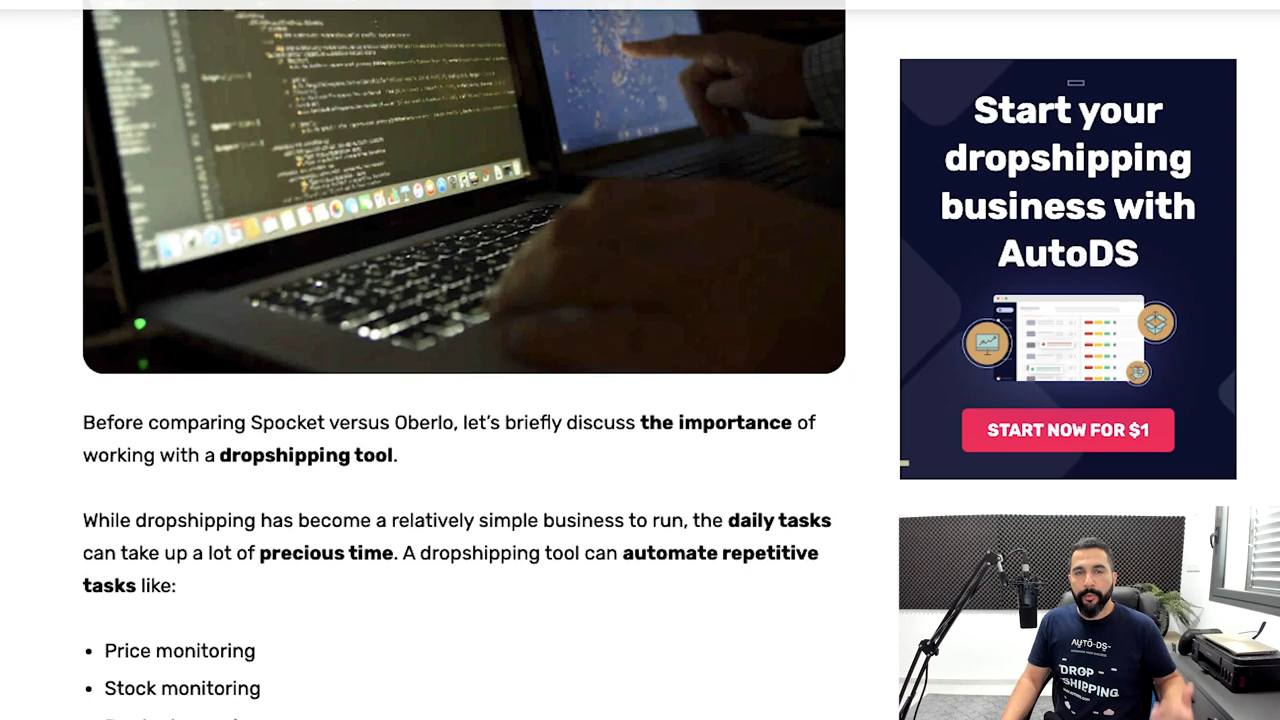 Start your
dropshipping
business with
AutoDS
START NOW FOR $1
Before comparing Spocket versus Oberlo, let’s briefly discuss the importance of
working with a dropshipping tool.
While dropshipping has become a relatively simple business to run, the daily tasks
can take up a lot of precious time. A dropshipping tool can automate repetitive
tasks like:
• Price monitoring
• Stock monitoring
AUTO-DS
DROP
SHIPPING